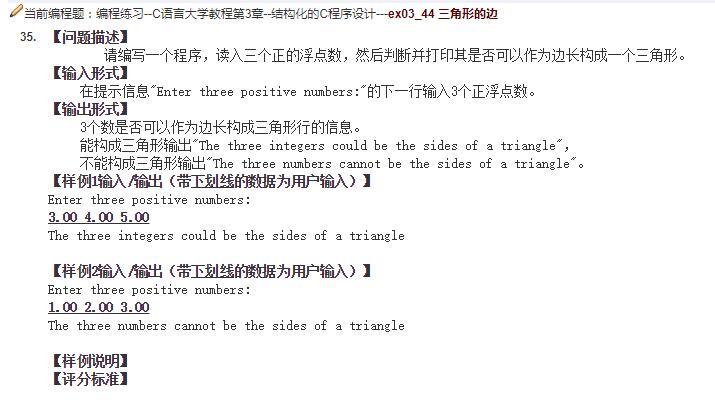 当前编程题：编程练习--C语言大学教程第3章--结构化的C程序设计---ex03_44 三角形的边
35. 【问题描述】
请编写一个程序，读入三个正的浮点数，然后判断并打印其是否可以作为边长构成一个三角形。
【输入形式】
在提示信息"Enter three positive numbers:"的下一行输入3个正浮点数。
【输出形式】
3个数是否可以作为边长构成三角形行的信息。
能构成三角形输出"The three integers could be the sides of a triangle",
不能构成三角形输出"The three numbers cannot be the sides of a triangle"。
【样例1输入/输出（带下划线的数据为用户输入）】
Enter three positive numbers:
3.00 4.00 5.00
The three integers could be the sides of a triangle
【样例2输入/输出（带下划线的数据为用户输入）】
Enter three positive numbers:
1.00 2.00 3.00
The three numbers cannot be the sides of a triangle
【样例说明】
【评分标准】